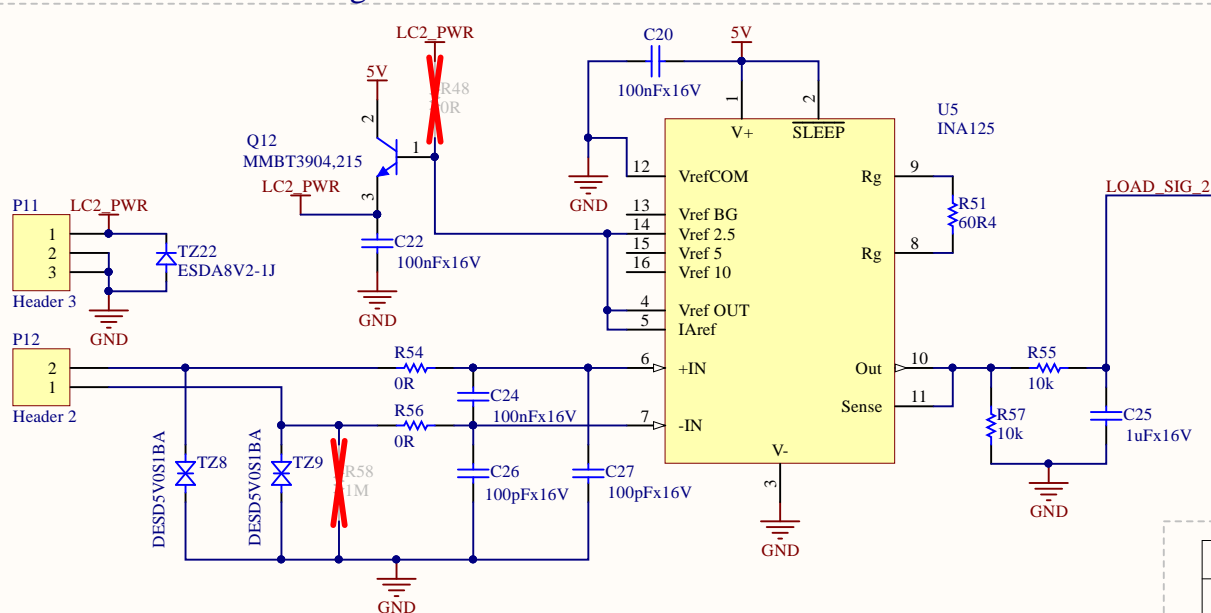 LC2_PWR
5V
R48
0R
2
1
3
Q12
MMBT3904,215
LC2_PWR
C22
100nFx16V
GND
P11
LC2_PWR
1
2
3
Header 3
TZ22
ESDA8V2-1J
GND
P12
2
1
Header 2
DESD5V0S1BA
TZ8
DESD5V0S1BA
TZ9
R58
1M
R54
0R
R56
0R
C24
100nFx16V
C26
100pFx16V
C27
100pFx16V
GND
C20
100nFx16V
5V
GND
1
2
V+
SLEEP
U5
INA125
12
VrefCOM
13
Vref BG
14
Vref 2.5
15
Vref 5
16
Vref 10
4
Vref OUT
5
IAref
6
+IN
7
-IN
Rg
9
Rg
8
R51
60R4
Out
10
Sense
11
V-
3
GND
LOAD_SIG_2
R55
10k
R57
10k
C25
1uFx16V
GND